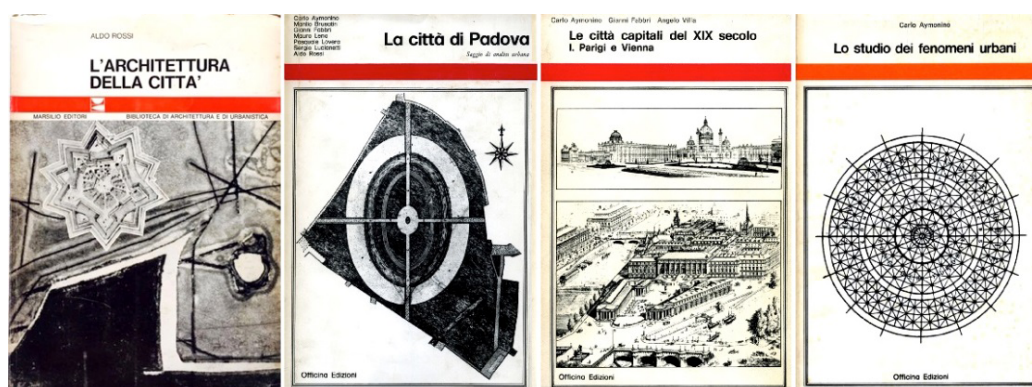 ALDO ROSSI
L'ARCHITETTURA
DELLA CITTA'
MARSILIO EDITORI
BIBLIOTECA DI ARCHITETTURA E DI URBANISTICA
Carlo Aymonino
Manlio Brusatin
Gianni Fabbri
Mauro Lena
Pasquale Lovero
Sergio Lucianetti
Aldo Rossi
La città di Padova
Saggio di analisi urbana
Officina Edizioni
Carlo Aymonino Gianni Fabbri Angelo Villa
Le città capitali del XIX secolo
I. Parigi e Vienna
Officina Edizioni
Carlo Aymonino
Lo studio dei fenomeni urbani
Officina Edizioni